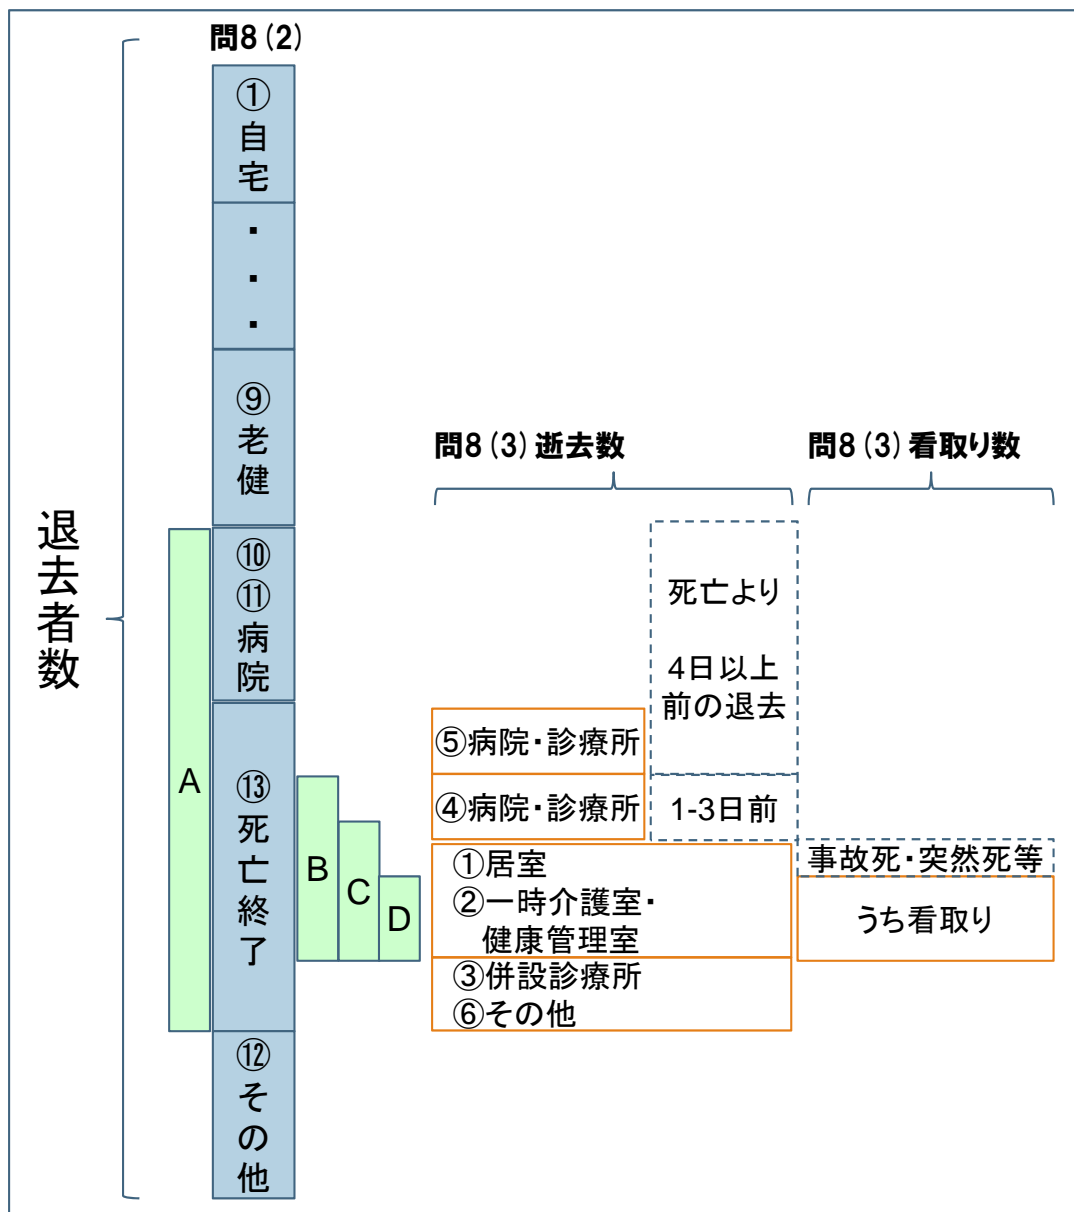 問8(2)
①
自
宅
・
・
・
⑨
老
健
⑩
⑪
病
院
⑬
死
亡
終
了
⑫
そ
の
他
退
去
者
数
A
B
C
D
問8(3)逝去数
死亡より
4日以上
前の退去
⑤病院・診療所
④病院・診療所
1-3日前
①居室
②一時介護室・
健康管理室
③併設診療所
⑥その他
問8(3)看取り数
事故死・突然死等
うち看取り